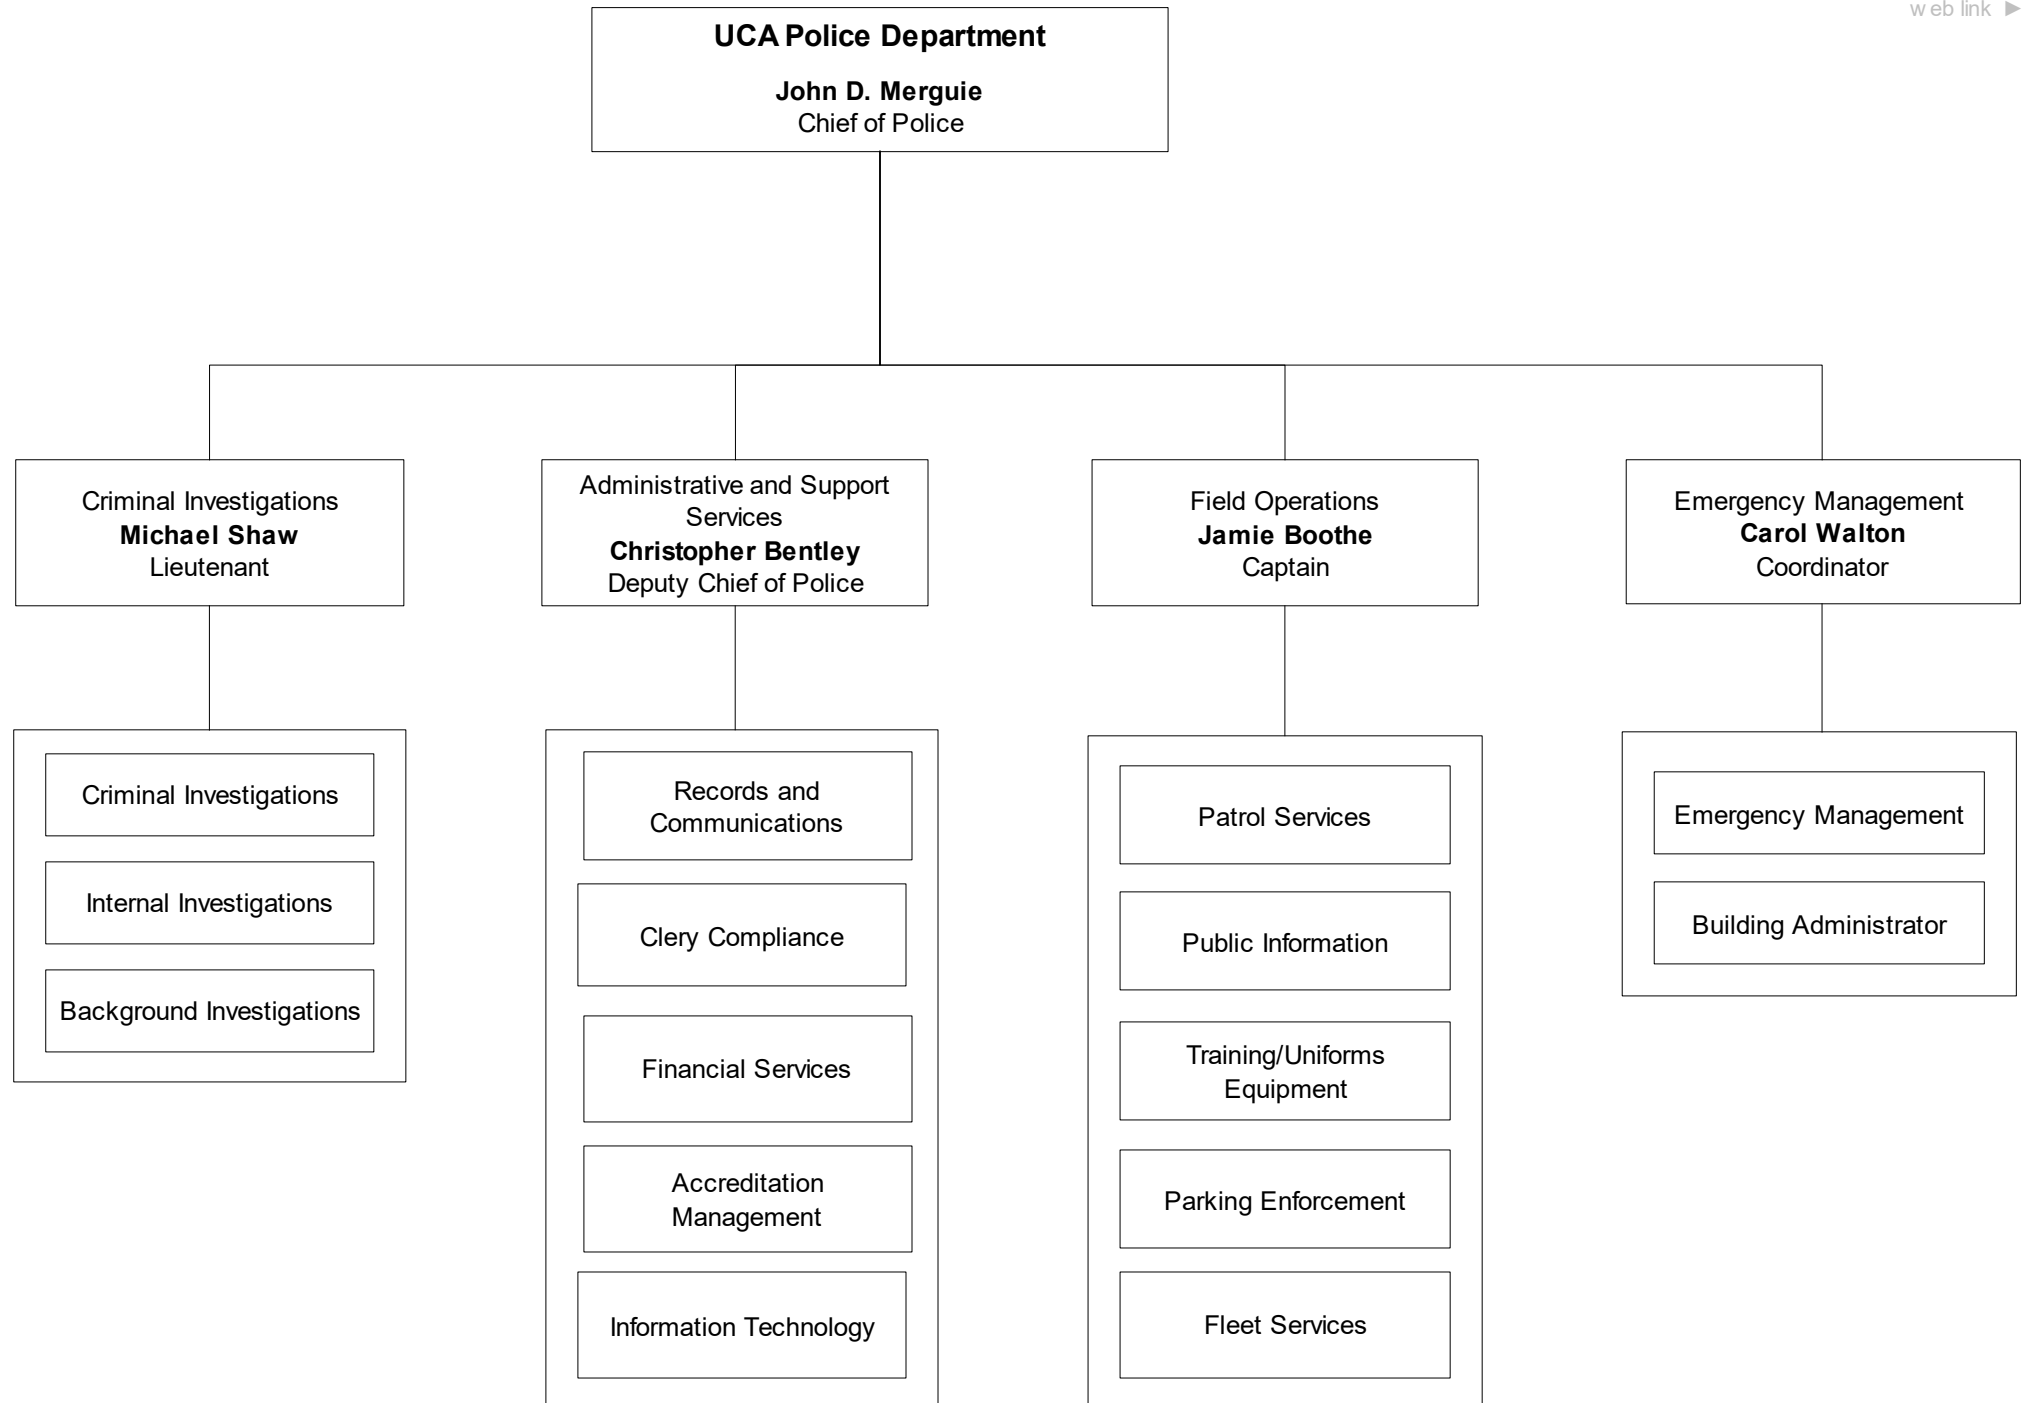 web link ►
UCA Police Department
John D. Merguie
Chief of Police
Criminal Investigations
Michael Shaw
Lieutenant
Administrative and Support
Services
Christopher Bentley
Deputy Chief of Police
Field Operations
Jamie Boothe
Captain
Emergency Management
Carol Walton
Coordinator
Criminal Investigations
Internal Investigations
Background Investigations
Records and
Communications
Clery Compliance
Financial Services
Accreditation
Management
Information Technology
Patrol Services
Public Information
Training/Uniforms
Equipment
Parking Enforcement
Fleet Services
Emergency Management
Building Administrator